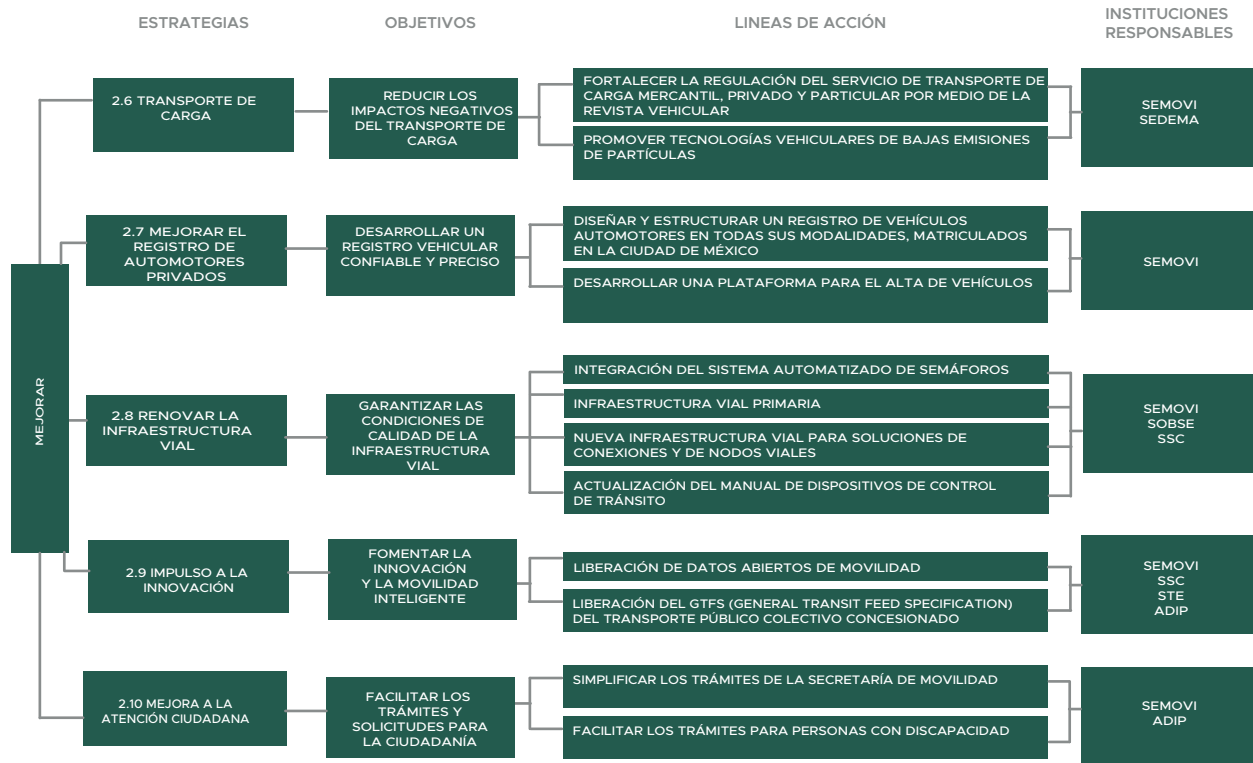 ESTRATEGIAS
OBJETIVOS
LINEAS DE ACCIÓN
INSTITUCIONES
RESPONSABLES
MEJORAR
2.6 TRANSPORTE DE
CARGA
REDUCIR LOS
IMPACTOS NEGATIVOS
DEL TRANSPORTE DE
CARGA
FORTALECER LA REGULACIÓN DEL SERVICIO DE TRANSPORTE DE
CARGA MERCANTIL, PRIVADO Y PARTICULAR POR MEDIO DE LA
REVISTA VEHICULAR
PROMOVER TECNOLOGÍAS VEHICULARES DE BAJAS EMISIONES
DE PARTÍCULAS
SEMOVI
SEDEMA
2.7 MEJORAR EL
REGISTRO DE
AUTOMOTORES
PRIVADOS
DESARROLLAR UN
REGISTRO VEHICULAR
CONFIABLE Y PRECISO
DISEÑAR Y ESTRUCTURAR UN REGISTRO DE VEHÍCULOS
AUTOMOTORES EN TODAS SUS MODALIDADES, MATRICULADOS
EN LA CIUDAD DE MÉXICO
DESARROLLAR UNA PLATAFORMA PARA EL ALTA DE VEHÍCULOS
SEMOVI
2.8 RENOVAR LA
INFRAESTRUCTURA
VIAL
GARANTIZAR LAS
CONDICIONES DE
CALIDAD DE LA
INFRAESTRUCTURA
VIAL
INTEGRACIÓN DEL SISTEMA AUTOMATIZADO DE SEMÁFOROS
INFRAESTRUCTURA VIAL PRIMARIA
NUEVA INFRAESTRUCTURA VIAL PARA SOLUCIONES DE
CONEXIONES Y DE NODOS VIALES
ACTUALIZACIÓN DEL MANUAL DE DISPOSITIVOS DE CONTROL
DE TRÁNSITO
SEMOVI
SOBSE
SSC
2.9 IMPULSO A LA
INNOVACIÓN
FOMENTAR LA
INNOVACIÓN
Y LA MOVILIDAD
INTELIGENTE
LIBERACIÓN DE DATOS ABIERTOS DE MOVILIDAD
LIBERACIÓN DEL GTFS (GENERAL TRANSIT FEED SPECIFICATION)
DEL TRANSPORTE PÚBLICO COLECTIVO CONCESIONADO
SEMOVI
SSC
STE
ADIP
2.10 MEJORA A LA
ATENCIÓN CIUDADANA
FACILITAR LOS
TRÁMITES Y
SOLICITUDES PARA
LA CIUDADANÍA
SIMPLIFICAR LOS TRÁMITES DE LA SECRETARÍA DE MOVILIDAD
FACILITAR LOS TRÁMITES PARA PERSONAS CON DISCAPACIDAD
SEMOVI
ADIP